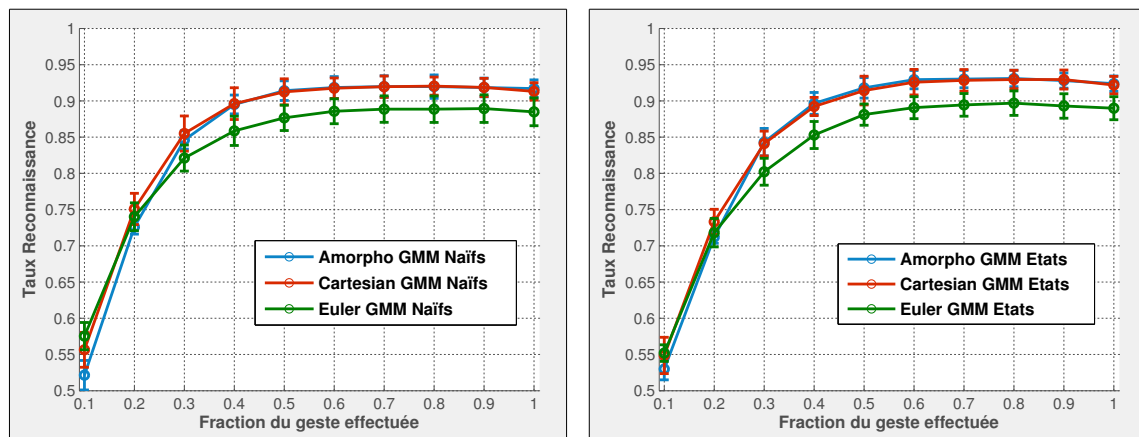 1
0.95
0.9
0.85
0.8
0.75
0.7
0.65
0.6
0.55
0.5
Taux Reconnaissance
Amorpho GMM Naïfs
Cartesian GMM Naïfs
Euler GMM Naïfs
0.1 0.2 0.3 0.4 0.5 0.6 0.7 0.8 0.9 1
Fraction du geste effectuée
1
0.95
0.9
0.85
0.8
0.75
0.7
0.65
0.6
0.55
0.5
Taux Reconnaissance
Amorpho GMM Etats
Cartesian GMM Etats
Euler GMM Etats
0.1 0.2 0.3 0.4 0.5 0.6 0.7 0.8 0.9 1
Fraction du geste effectuée